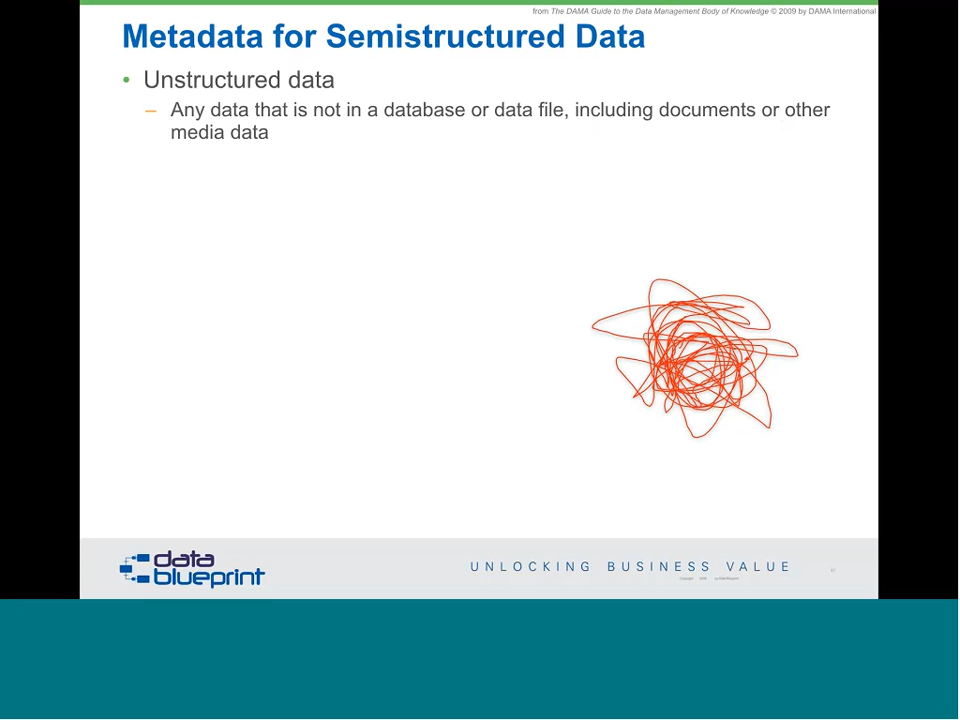 from The DAMA Guide to the Data Management Body of Knowledge © 2009 by DAMA International
Metadata for Semistructured Data
• Unstructured data
– Any data that is not in a database or data file, including documents or other
media data
data
blueprint
UNLOCKING BUSINESS VALUE